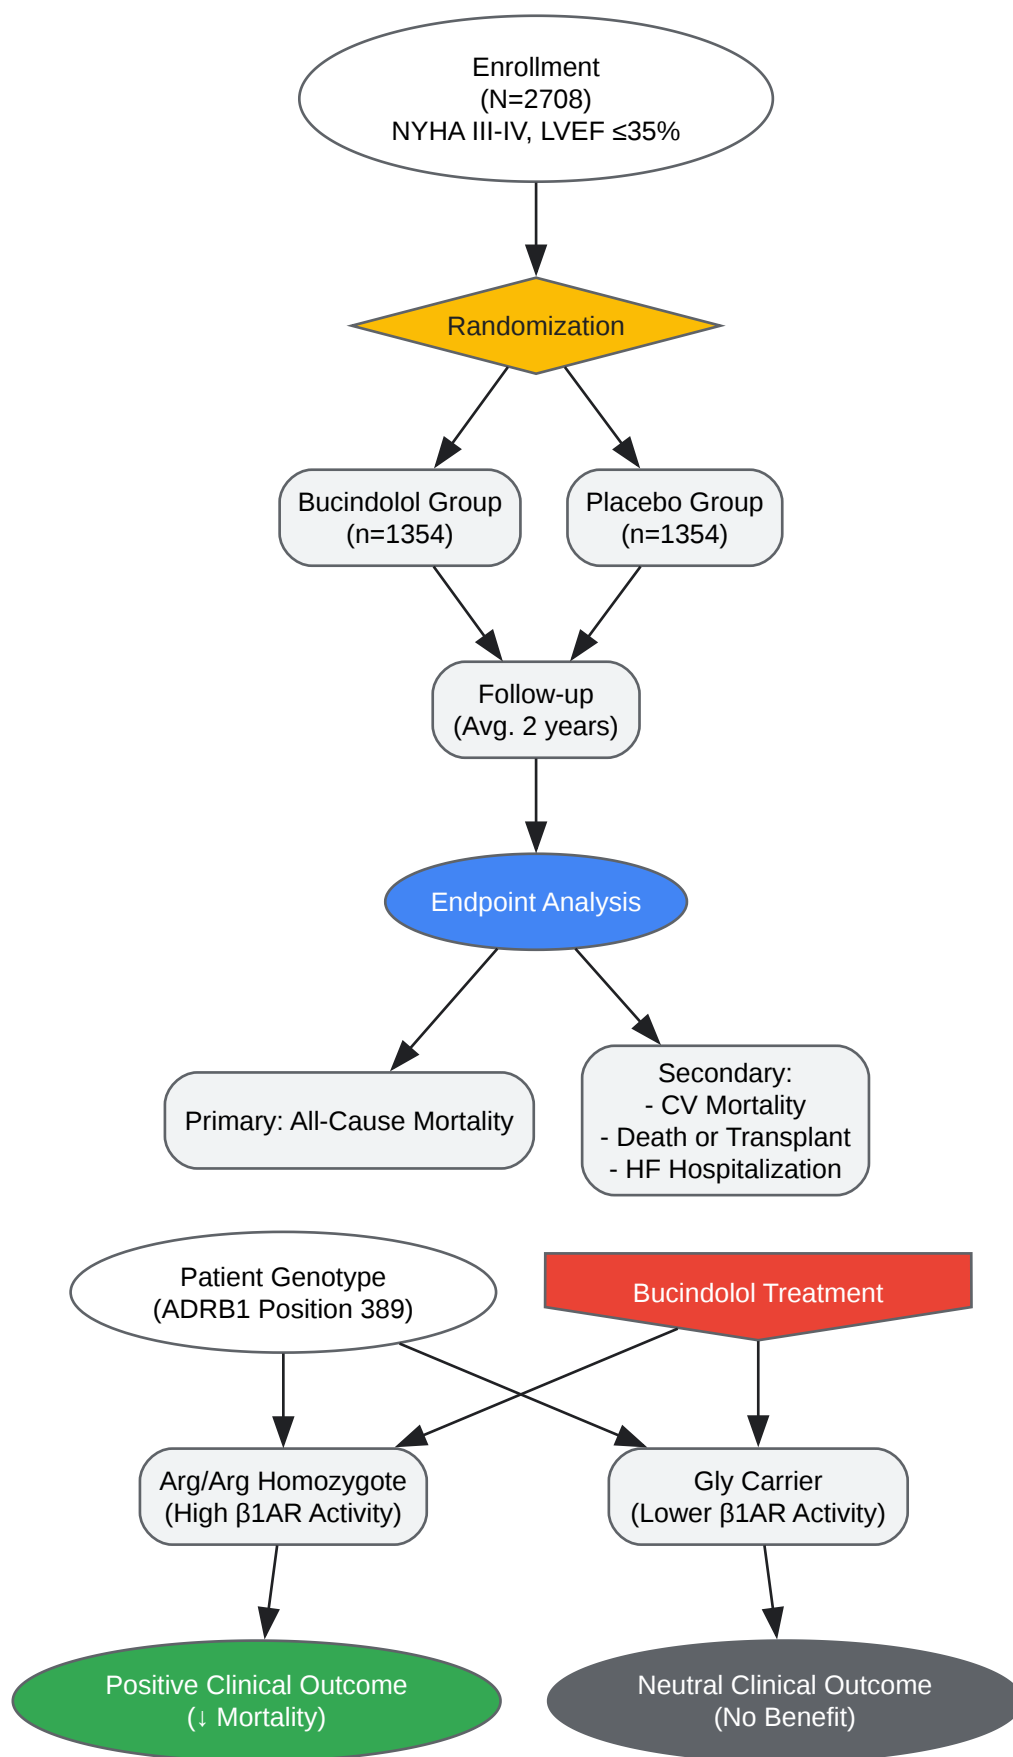 Enrollment
(N=2708)
NYHA III-IV, LVEF ≤35%
Randomization
Bucindolol Group
(n=1354)
Placebo Group
(n=1354)
Follow-up
(Avg. 2 years)
Endpoint Analysis
Primary: All-Cause Mortality
Secondary:
- CV Mortality
- Death or Transplant
- HF Hospitalization
Patient Genotype
(ADRB1 Position 389)
Bucindolol Treatment
Arg/Arg Homozygote
(High β1AR Activity)
Gly Carrier
(Lower β1AR Activity)
Positive Clinical Outcome
(↓ Mortality)
Neutral Clinical Outcome
(No Benefit)